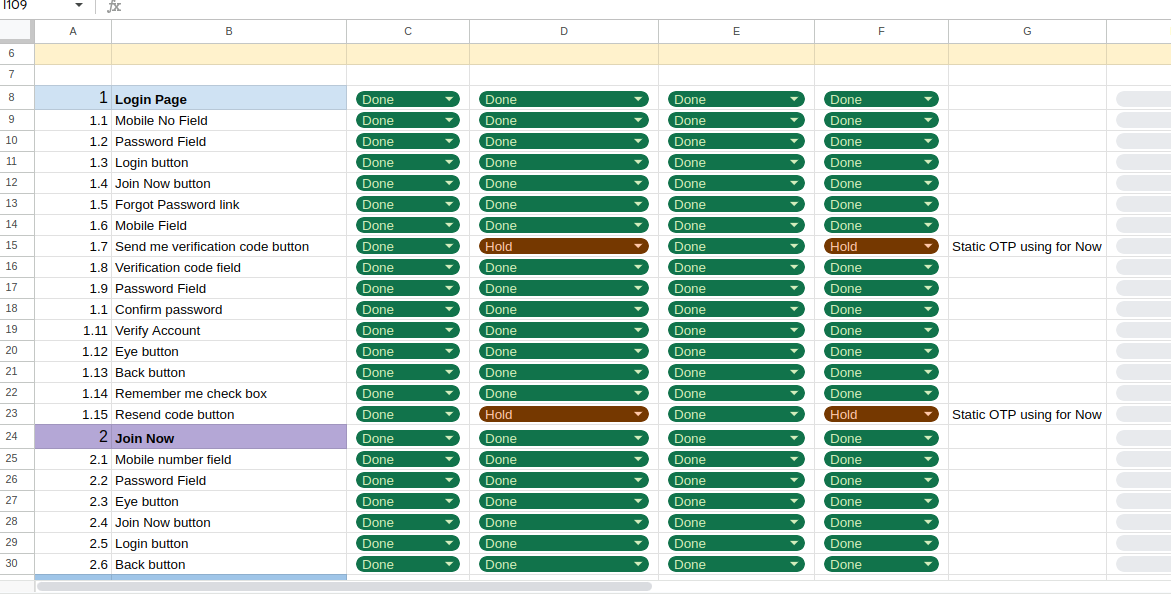 I109 fx
A B C D E F G
6
7
8 1 Login Page Done Done Done Done
9 1.1 Mobile No Field Done Done Done Done
10 1.2 Password Field Done Done Done Done
11 1.3 Login button Done Done Done Done
12 1.4 Join Now button Done Done Done Done
13 1.5 Forgot Password link Done Done Done Done
14 1.6 Mobile Field Done Done Done Done
15 1.7 Send me verification code button Done Hold Done Hold Static OTP using for Now
16 1.8 Verification code field Done Done Done Done
17 1.9 Password Field Done Done Done Done
18 1.1 Confirm password Done Done Done Done
19 1.11 Verify Account Done Done Done Done
20 1.12 Eye button Done Done Done Done
21 1.13 Back button Done Done Done Done
22 1.14 Remember me check box Done Done Done Done
23 1.15 Resend code button Done Hold Done Hold Static OTP using for Now
24 2 Join Now Done Done Done Done
25 2.1 Mobile number field Done Done Done Done
26 2.2 Password Field Done Done Done Done
27 2.3 Eye button Done Done Done Done
28 2.4 Join Now button Done Done Done Done
29 2.5 Login button Done Done Done Done
30 2.6 Back button Done Done Done Done